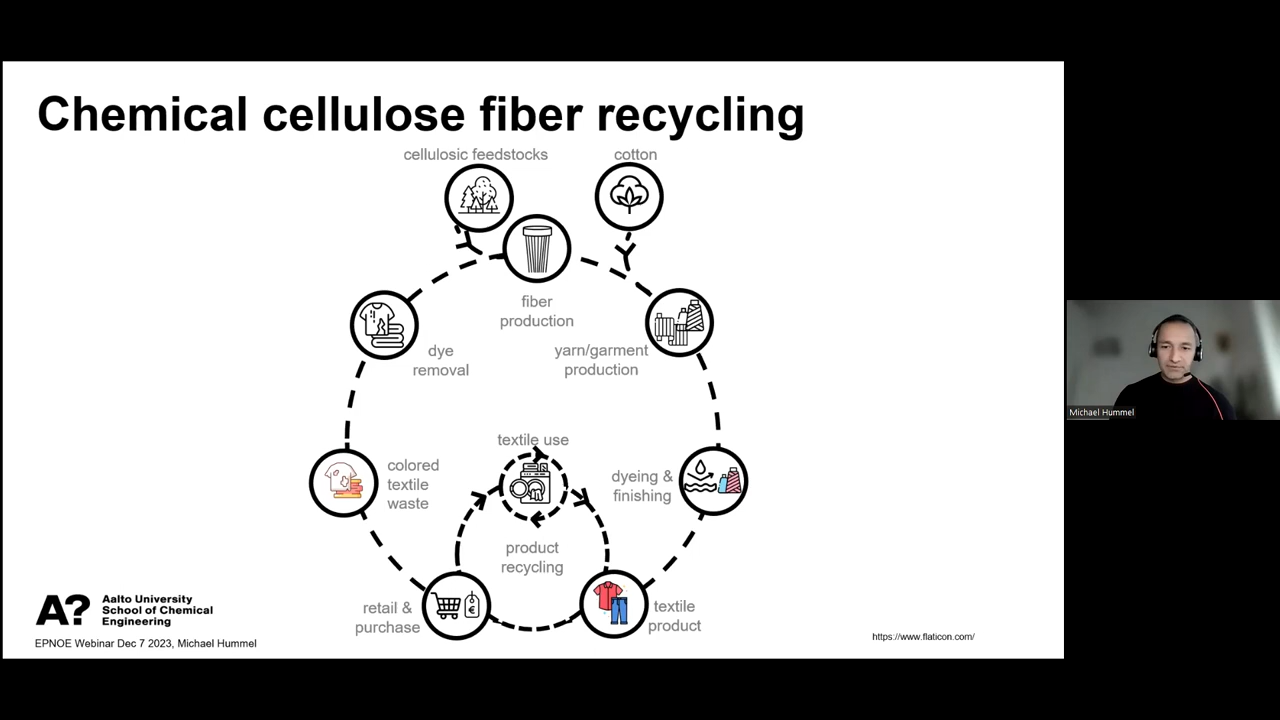 Chemical cellulose fiber recycling
cellulosic feedstocks
cotton
fiber
production
dye
removal
yarn/garment
production
textile use
colored
textile
waste
dyeing &
finishing
product
recycling
retail &
purchase
€
textile
product
A?
Aalto University
School of Chemical
Engineering
EPNOE Webinar Dec 7 2023, Michael Hummel
https://www.flaticon.com/
Michael Hummel